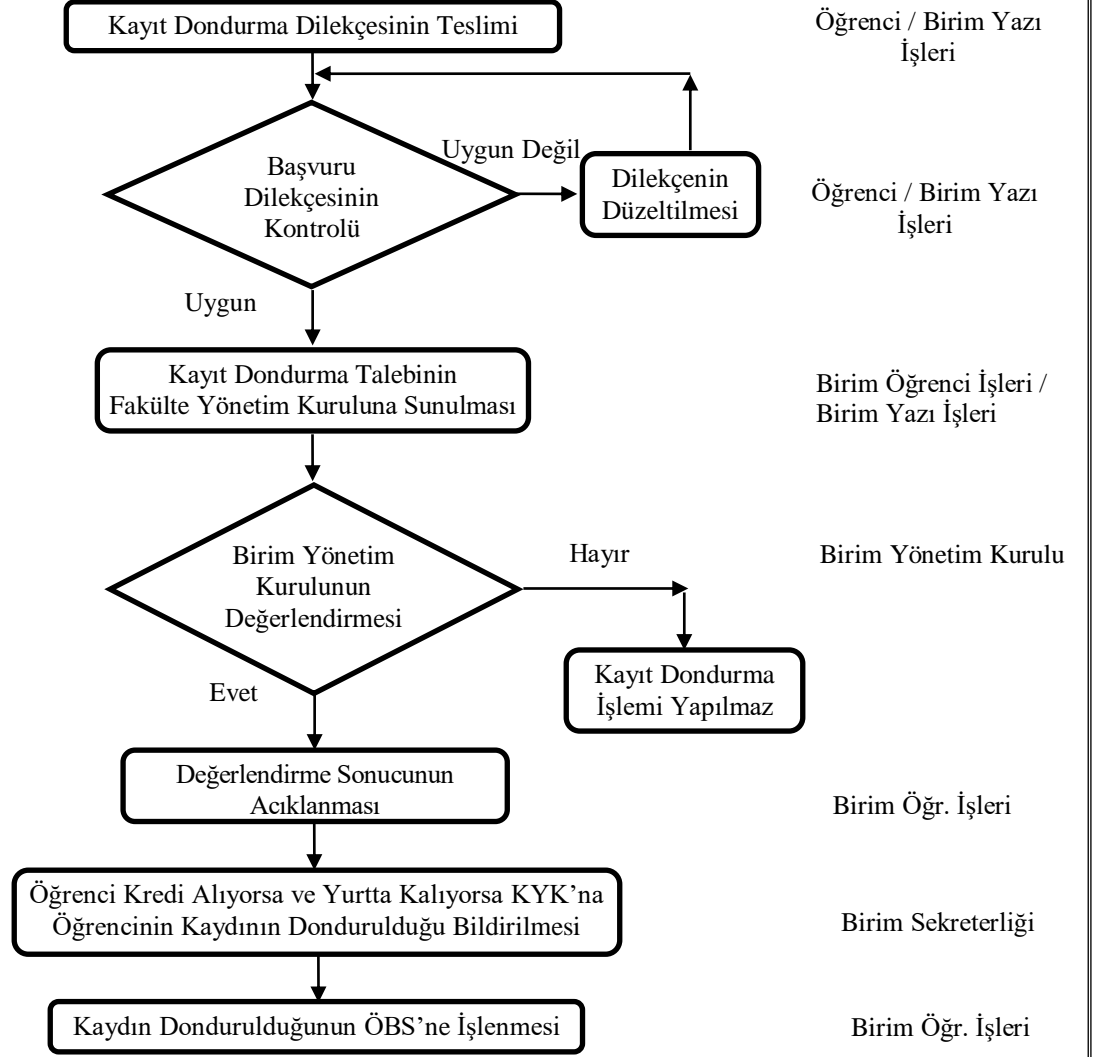 Kayıt Dondurma Dilekçesinin Teslimi
Öğrenci / Birim Yazı
İşleri
Başvuru
Dilekçesinin
Kontrolü
Uygun Değil
Dilekçenin
Düzeltilmesi
Öğrenci / Birim Yazı
İşleri
Uygun
Kayıt Dondurma Talebinin
Fakülte Yönetim Kuruluna Sunulması
Birim Öğrenci İşleri /
Birim Yazı İşleri
Birim Yönetim
Kurulunun
Değerlendirmesi
Hayır
Birim Yönetim Kurulu
Kayıt Dondurma
İşlemi Yapılmaz
Evet
Değerlendirme Sonucunun
Acıklanması
Birim Öğr. İşleri
Öğrenci Kredi Alıyorsa ve Yurtta Kalıyorsa KYK’na
Öğrencinin Kaydının Dondurulduğu Bildirilmesi
Birim Sekreterliği
Kaydın Dondurulduğunun ÖBS’ne İşlenmesi
Birim Öğr. İşleri